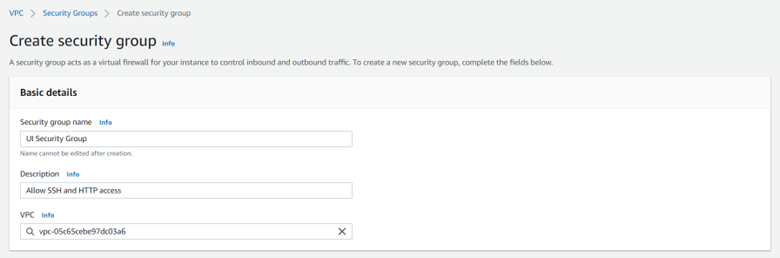 VPC > Security Groups > Create security group
Create security group Info
A security group acts as a virtual firewall for your instance to control inbound and outbound traffic. To create a new security group, complete the fields below.
Basic details
Security group name Info
UI Security Group
Name cannot be edited after creation.
Description Info
Allow SSH and HTTP access
VPC Info
vpc-05c65cebe97dc03a6